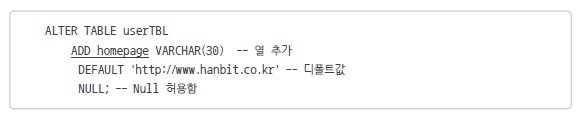 ALTER TABLE userTBL
ADD homepage VARCHAR(30) -- 열 추가
DEFAULT 'http://www.hanbit.co.kr' -- 디폴트값
NULL; -- Null 허용함